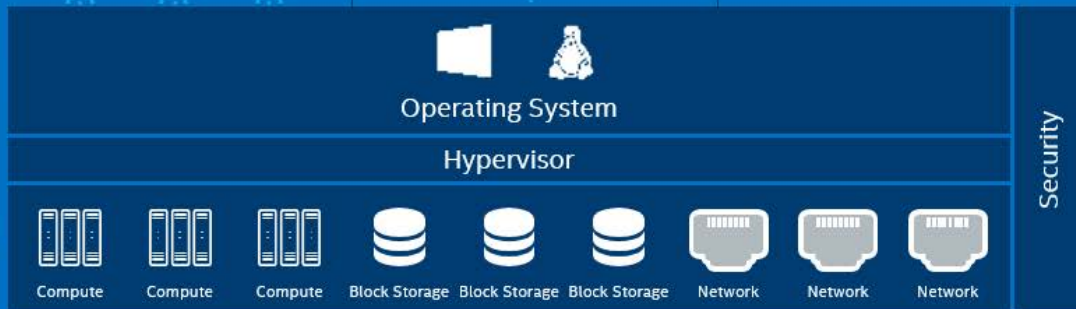 Operating System
Hypervisor
Compute Compute Compute Block Storage Block Storage Block Storage Network Network Network
Security